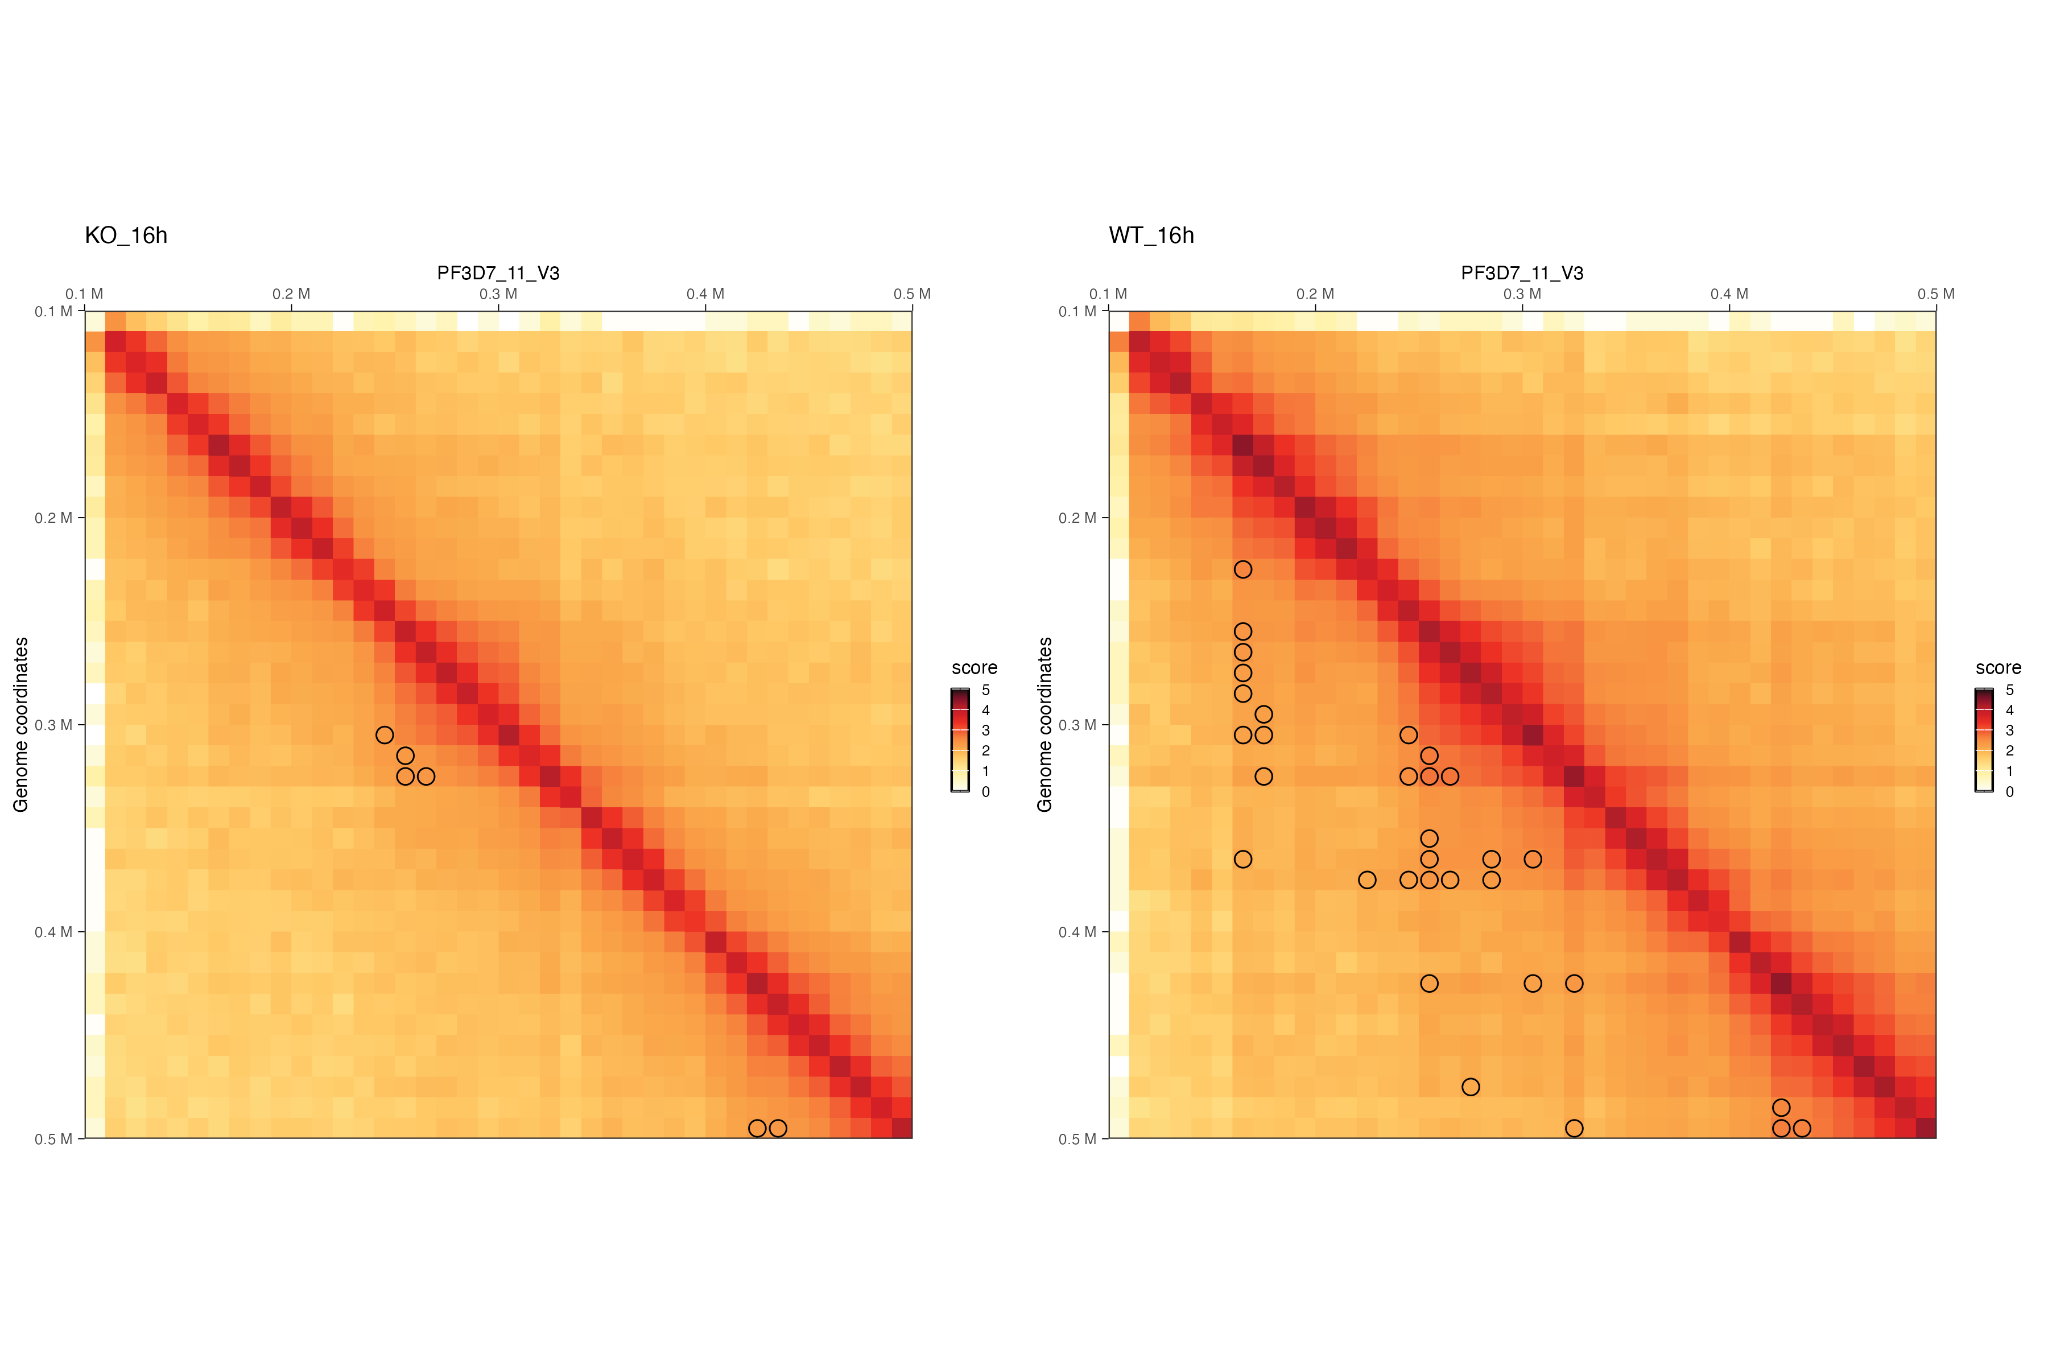 KO_16h
PF3D7_11_V3
0.1 M 0.2 M 0.3 M 0.4 M 0.5 M
0.1 M
0.2 M
0.3 M
0.4 M
0.5 M
Genome coordinates
score
5
4
3
2
1
0
WT_16h
PF3D7_11_V3
0.1 M 0.2 M 0.3 M 0.4 M 0.5 M
0.1 M
0.2 M
0.3 M
0.4 M
0.5 M
Genome coordinates
score
5
4
3
2
1
0